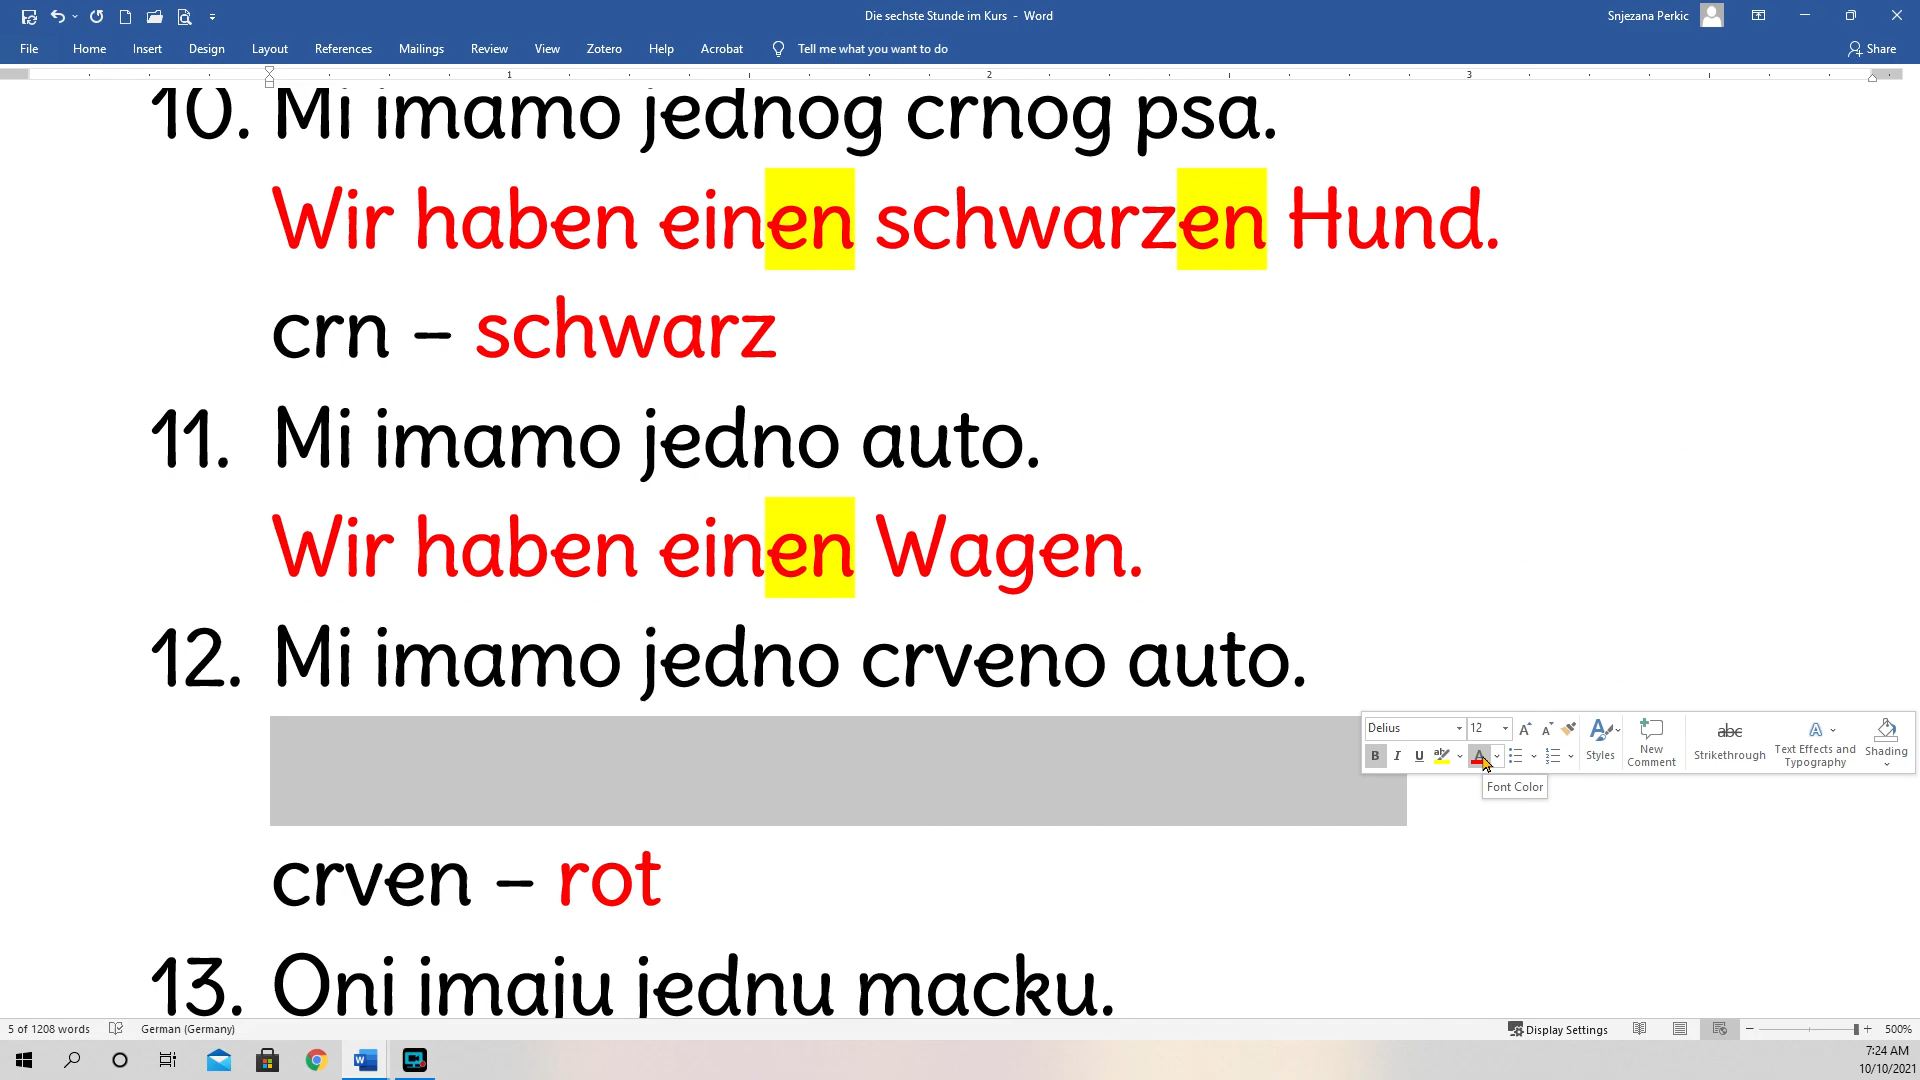 Die sechste Stunde im Kurs - Word
Snjezana Perkic
File Home Insert Design Layout References Mailings Review View Zotero Help Acrobat Tell me what you want to do Share
1 2 3
10. Mi imamo jednog crnog psa.
Wir haben einen schwarzen Hund.
crn – schwarz
11. Mi imamo jedno auto.
Wir haben einen Wagen.
12. Mi imamo jedno crveno auto.
Delius 12
B I U
Styles
New Comment
Strikethrough
Text Effects and Typography
Shading
Font Color
crven – rot
13. Oni imaju jednu macku.
5 of 1208 words German (Germany) Display Settings 500%
7:24 AM
10/10/2021